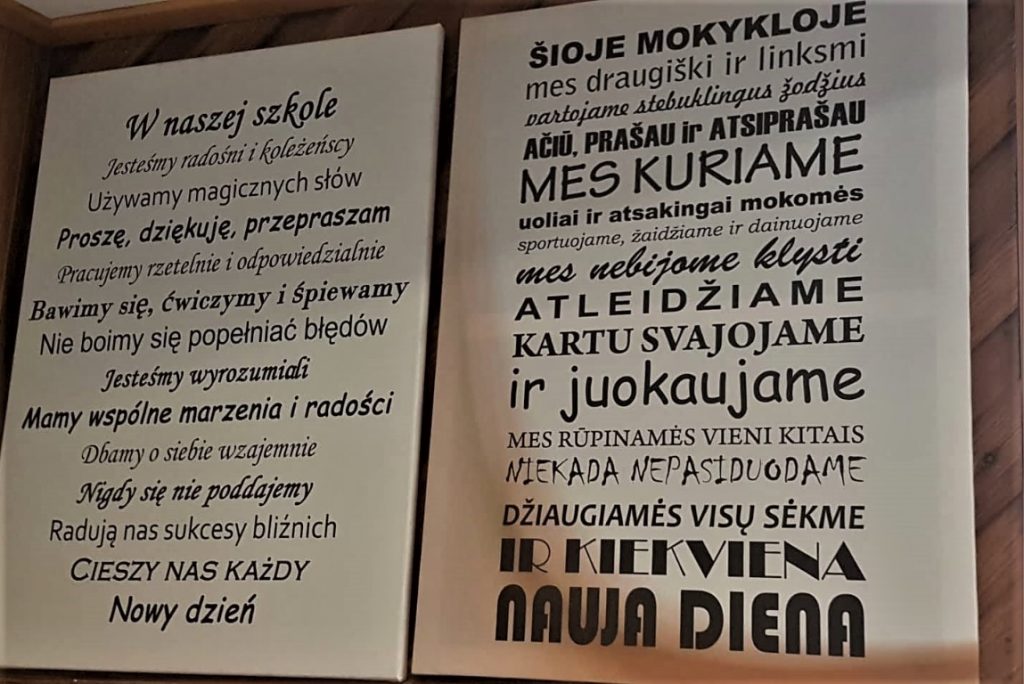 W naszej szkole
Jesteśmy radośni i koleżeńscy
Używamy magicznych słów
Proszę, dziękuję, przepraszam
Pracujemy rzetelnie i odpowiedzialnie
Bawimy się, ćwiczymy i śpiewamy
Nie boimy się popełniać błędów
Jesteśmy wyrozumiali
Mamy wspólne marzenia i radości
Dbamy o siebie wzajemnie
Nigdy się nie poddajemy
Radują nas sukcesy bliźnich
CIESZY NAS KAŻDY
Nowy dzień
ŠIOJE MOKYKLOJE
mes draugiški ir linksmi
vartojame stebuklingus žodžius
AČIŪ, PRAŠAU ir ATSIPRAŠAU
MES KURIAME
uoliai ir atsakingai mokomės
sportuojame, žaidžiame ir dainuojame
mes nebijome klysti
ATLEIDŽIAME
KARTU SVAJOJAME
ir juokaujame
MES RŪPINAMĖS VIENI KITAIS
NIEKADA NEPASIDUODAME
DŽIAUGIAMĖS VISŲ SĖKME
IR KIEKVIENA
NAUJA DIENA